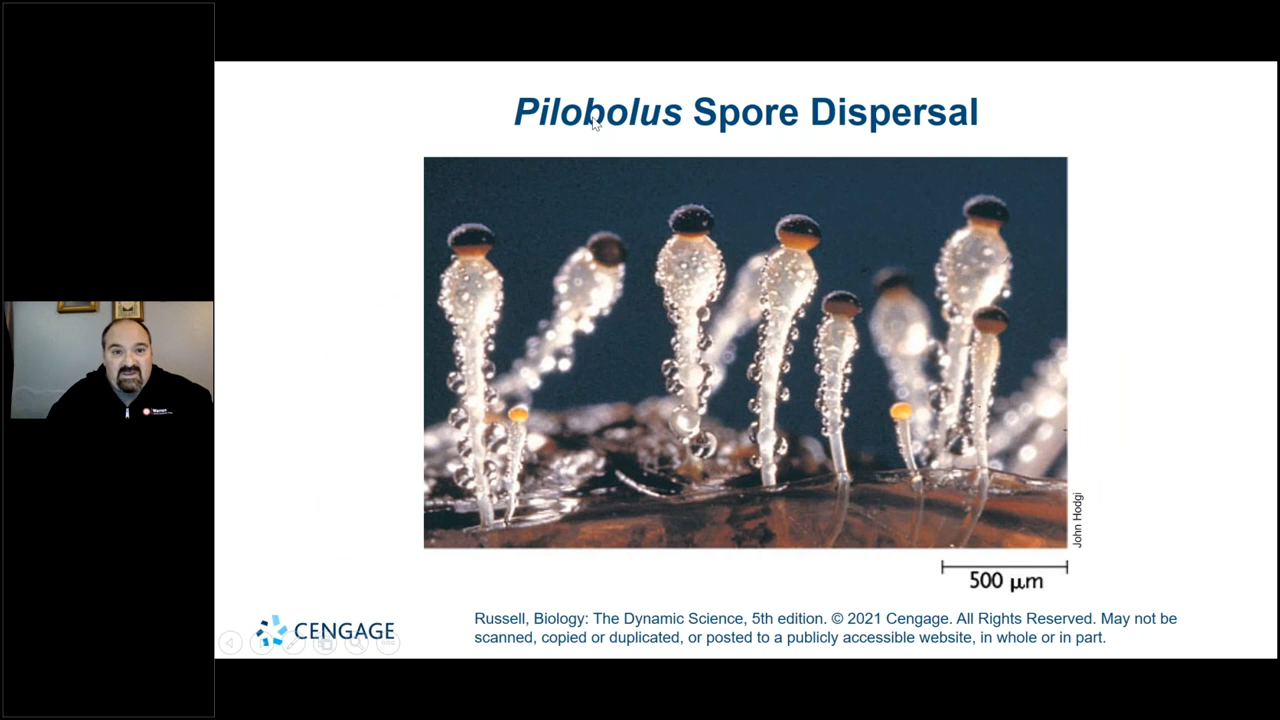 Pilobolus Spore Dispersal
John Hodgi
500 µm
CENGAGE
Russell, Biology: The Dynamic Science, 5th edition. © 2021 Cengage. All Rights Reserved. May not be
scanned, copied or duplicated, or posted to a publicly accessible website, in whole or in part.